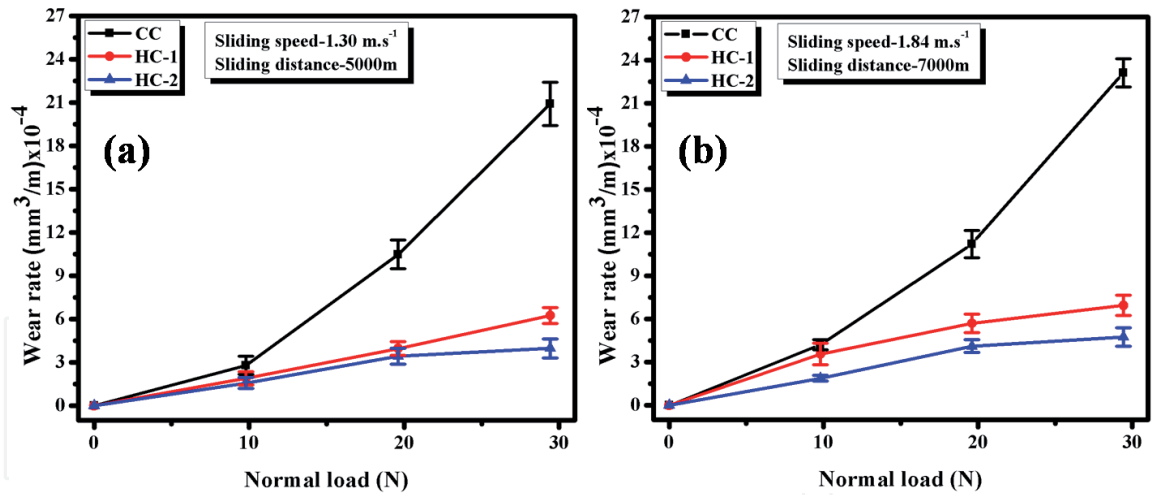 27
24
21
18
15
12
9
6
3
0
Wear rate (mm³/m)x10⁻⁴
CC
HC-1
HC-2
Sliding speed-1.30 m.s⁻¹
Sliding distance-5000m
(a)
0 10 20 30
Normal load (N)
27
24
21
18
15
12
9
6
3
0
Wear rate (mm³/m)x10⁻⁴
CC
HC-1
HC-2
Sliding speed-1.84 m.s⁻¹
Sliding distance-7000m
(b)
0 10 20 30
Normal load (N)